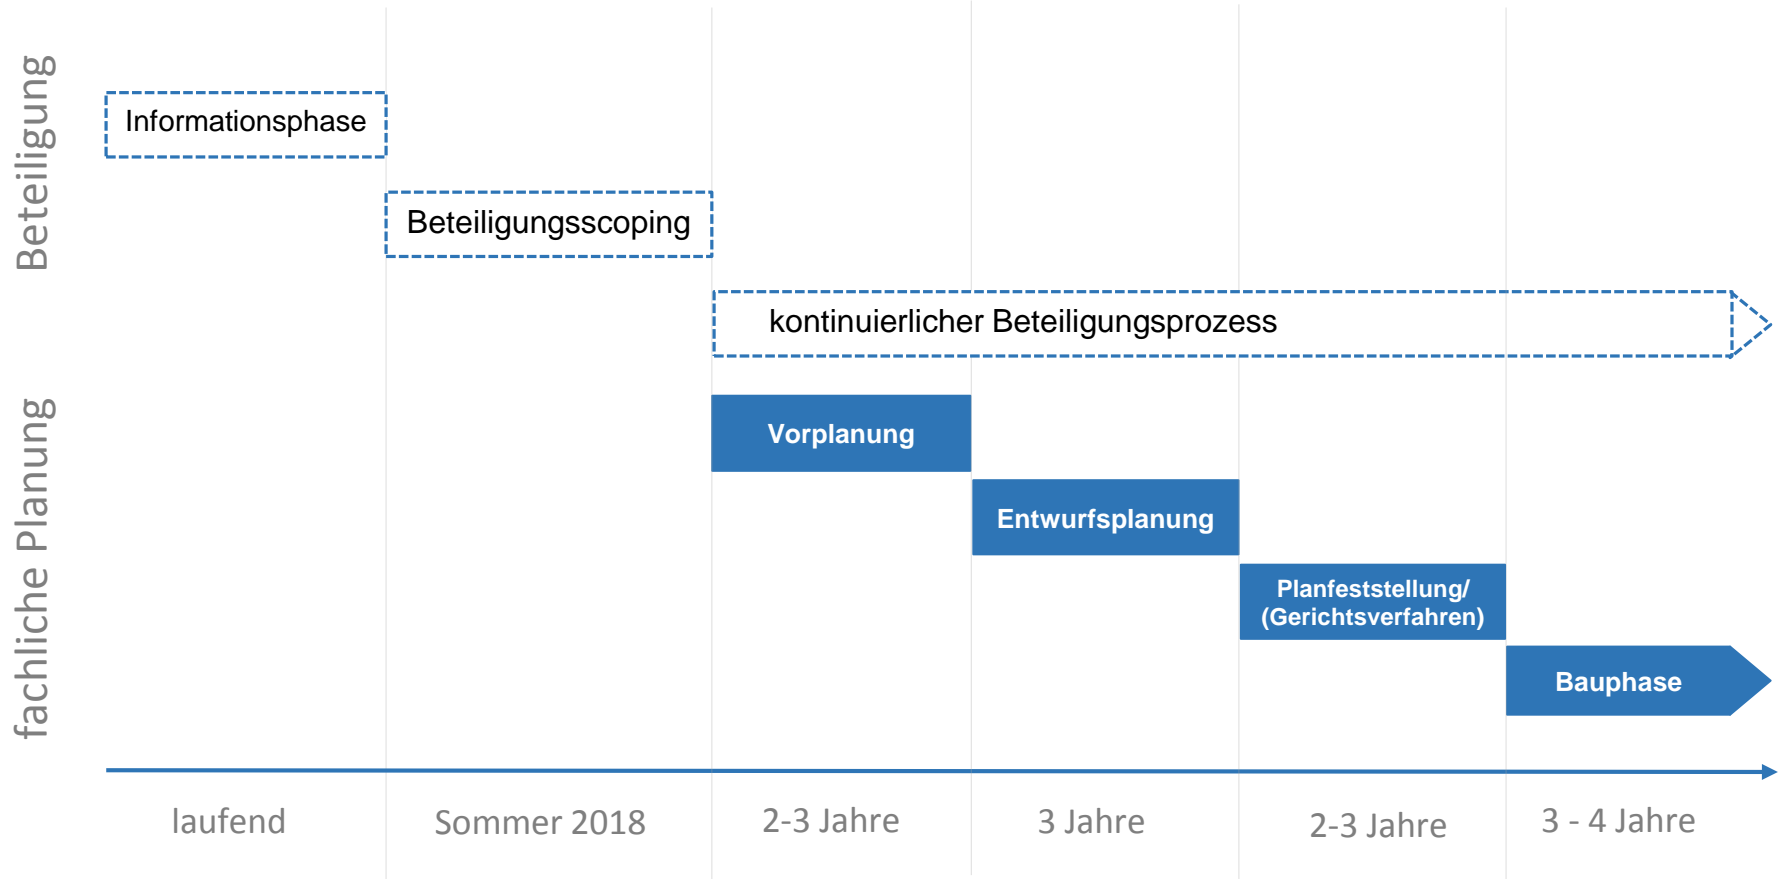 Beteiligung
Informationsphase
Beteiligungsscoping
kontinuierlicher Beteiligungsprozess
fachliche Planung
Vorplanung
Entwurfsplanung
Planfeststellung/
(Gerichtsverfahren)
Bauphase
laufend
Sommer 2018
2-3 Jahre
3 Jahre
2-3 Jahre
3 - 4 Jahre